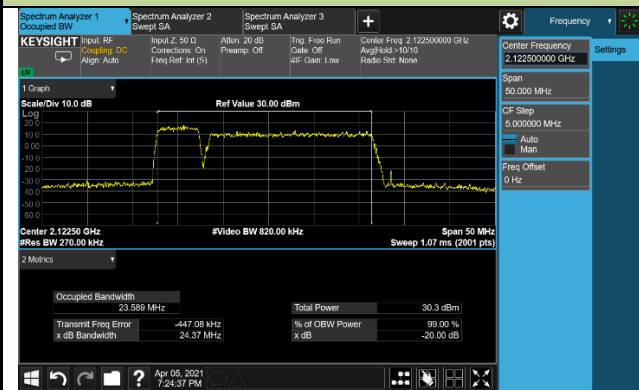 Spectrum Analyzer 1
Occupied BW
Spectrum Analyzer 2
Swept SA
Spectrum Analyzer 3
Swept SA
+
Frequency
KEYSIGHT
Input: RF
Coupling: DC
Align: Auto
Input Z: 50 Ω
Corrections: On
Freq Ref: Int (S)
Atten: 20 dB
Preamp: Off
Trig: Free Run
Gate: Off
#IF Gain: Low
Center Freq: 2.122500000 GHz
Avg|Hold:>10/10
Radio Std: None
Center Frequency
2.122500000 GHz
Settings
Span
50.000 MHz
CF Step
5.000000 MHz
Auto
Man
Freq Offset
0 Hz
1 Graph
Scale/Div 10.0 dB
Ref Value 30.00 dBm
Log
20.0
10.0
0.00
-10.0
-20.0
-30.0
-40.0
-50.0
-60.0
Center 2.12250 GHz
#Video BW 820.00 kHz
Span 50 MHz
#Res BW 270.00 kHz
Sweep 1.07 ms (2001 pts)
2 Metrics
Occupied Bandwidth
23.589 MHz
Total Power
30.3 dBm
Transmit Freq Error
-447.08 kHz
% of OBW Power
99.00 %
x dB Bandwidth
24.37 MHz
x dB
-20.00 dB
?
Apr 05, 2021
7:24:37 PM